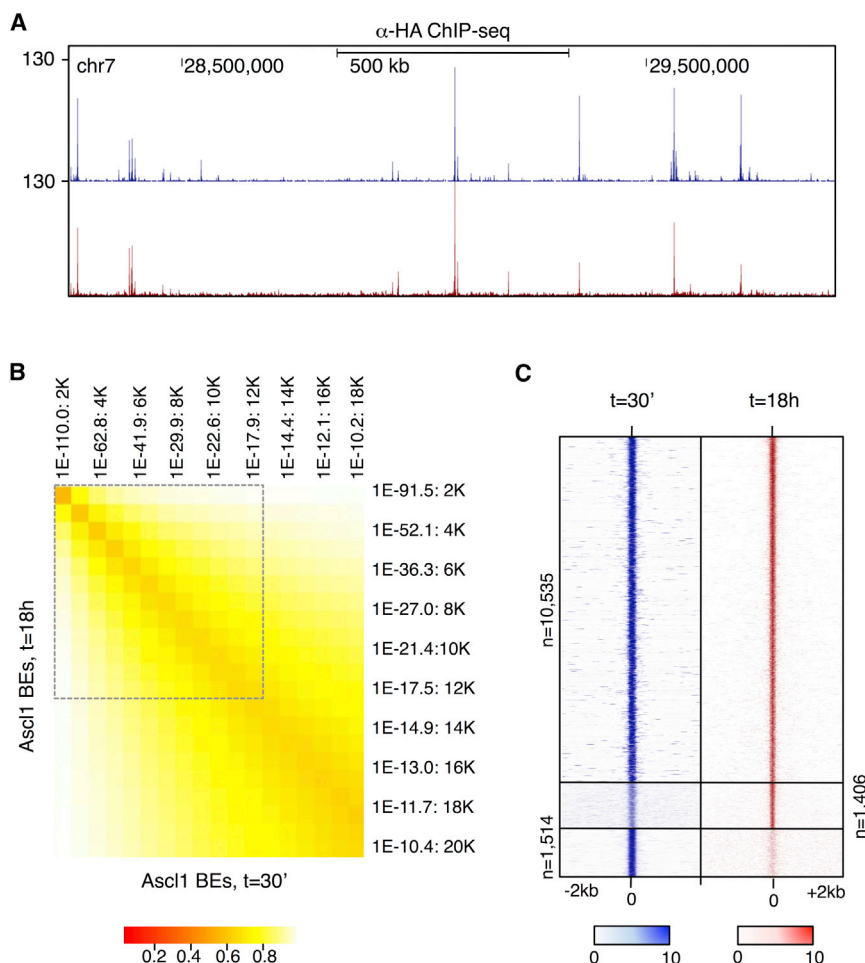 A
α-HA ChIP-seq
130
chr7
28,500,000
500 kb
29,500,000
130
B
1E-110.0: 2K
1E-62.8: 4K
1E-41.9: 6K
1E-29.9: 8K
1E-22.6: 10K
1E-17.9: 12K
1E-14.4: 14K
1E-12.1: 16K
1E-10.2: 18K
1E-91.5: 2K
1E-52.1: 4K
1E-36.3: 6K
1E-27.0: 8K
1E-21.4:10K
1E-17.5: 12K
1E-14.9: 14K
1E-13.0: 16K
1E-11.7: 18K
1E-10.4: 20K
Ascl1 BEs, t=18h
Ascl1 BEs, t=30'
0.2 0.4 0.6 0.8
C
t=30' t=18h
n=10,535
n=1,514
n=1,406
-2kb 0 0 +2kb
0 10 0 10